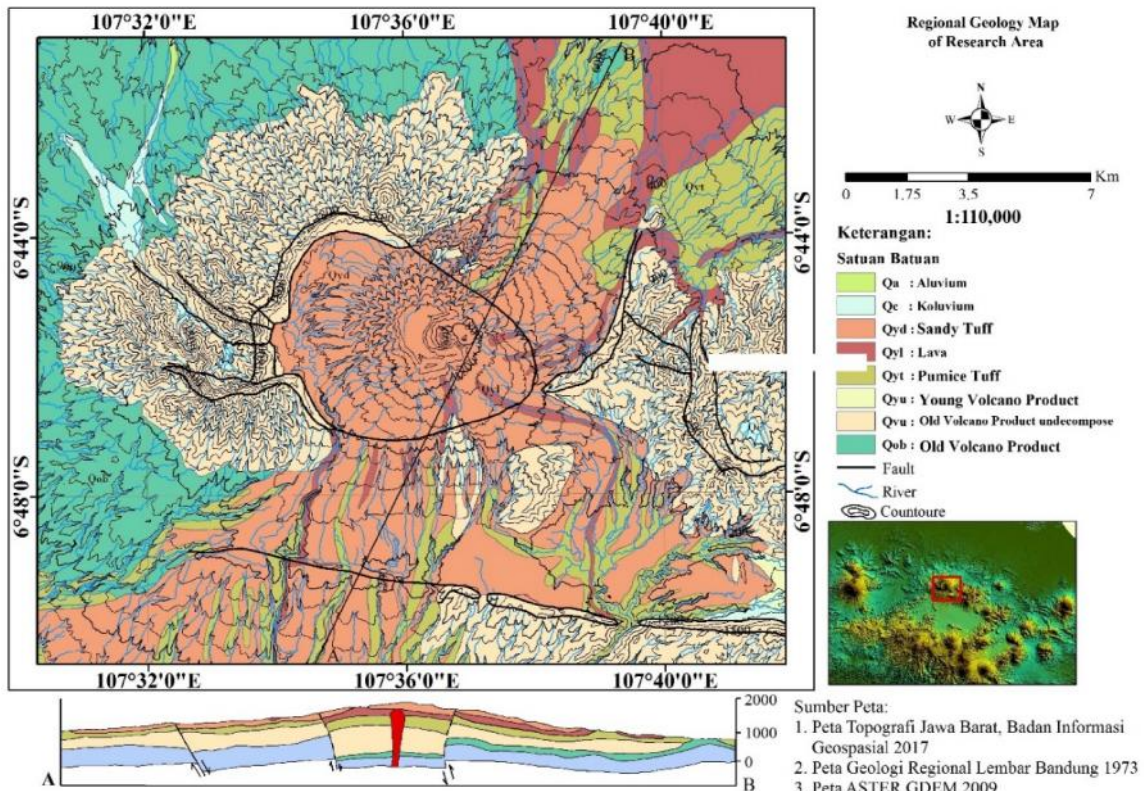 107°32'0"E 107°36'0"E 107°40'0"E
6°44'0"S
6°48'0"S
6°44'0"S
6°48'0"S
B
Qyt
Qyd
Qob
A
107°32'0"E 107°36'0"E 107°40'0"E
Regional Geology Map
of Research Area
N
W E
S
Km
0 1.75 3.5 7
1:110,000
Keterangan:
Satuan Batuan
Qa : Aluvium
Qc : Koluvium
Qyd : Sandy Tuff
Qyl : Lava
Qyt : Pumice Tuff
Qyu : Young Volcano Product
Qvu : Old Volcano Product undecompose
Qob : Old Volcano Product
Fault
River
Countoure
2000
1000
0
A B
Sumber Peta:
1. Peta Topografi Jawa Barat, Badan Informasi
Geospasial 2017
2. Peta Geologi Regional Lembar Bandung 1973
3. Peta ASTER GDEM 2009